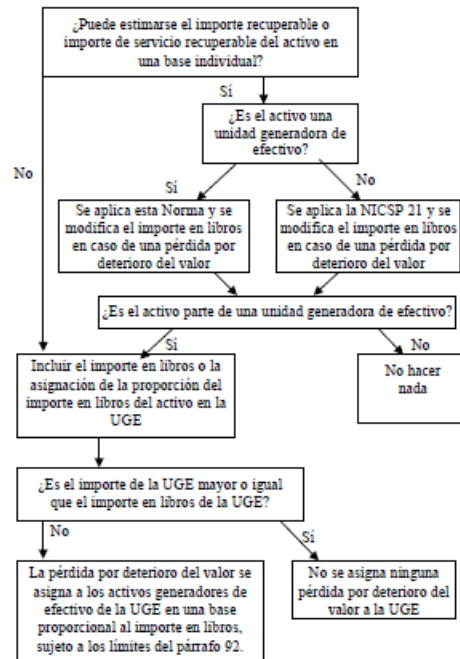 ¿Puede estimarse el importe recuperable o
importe de servicio recuperable del activo en
una base individual?
Sí
¿Es el activo una
unidad generadora de
efectivo?
No
Sí
No
Se aplica esta Norma y se
modifica el importe en libros
en caso de una pérdida por
deterioro del valor
Se aplica la NICSP 21 y se
modifica el importe en libros
en caso de una pérdida por
deterioro del valor
¿Es el activo parte de una unidad generadora de efectivo?
Sí
No
Incluir el importe en libros o la
asignación de la proporción del
importe en libros del activo en la
UGE
No hacer
nada
¿Es el importe de la UGE mayor o igual
que el importe en libros de la UGE?
No
Sí
La pérdida por deterioro del valor se
asigna a los activos generadores de
efectivo de la UGE en una base
proporcional al importe en libros,
sujeto a los límites del párrafo 92.
No se asigna ninguna
pérdida por deterioro del
valor a la UGE